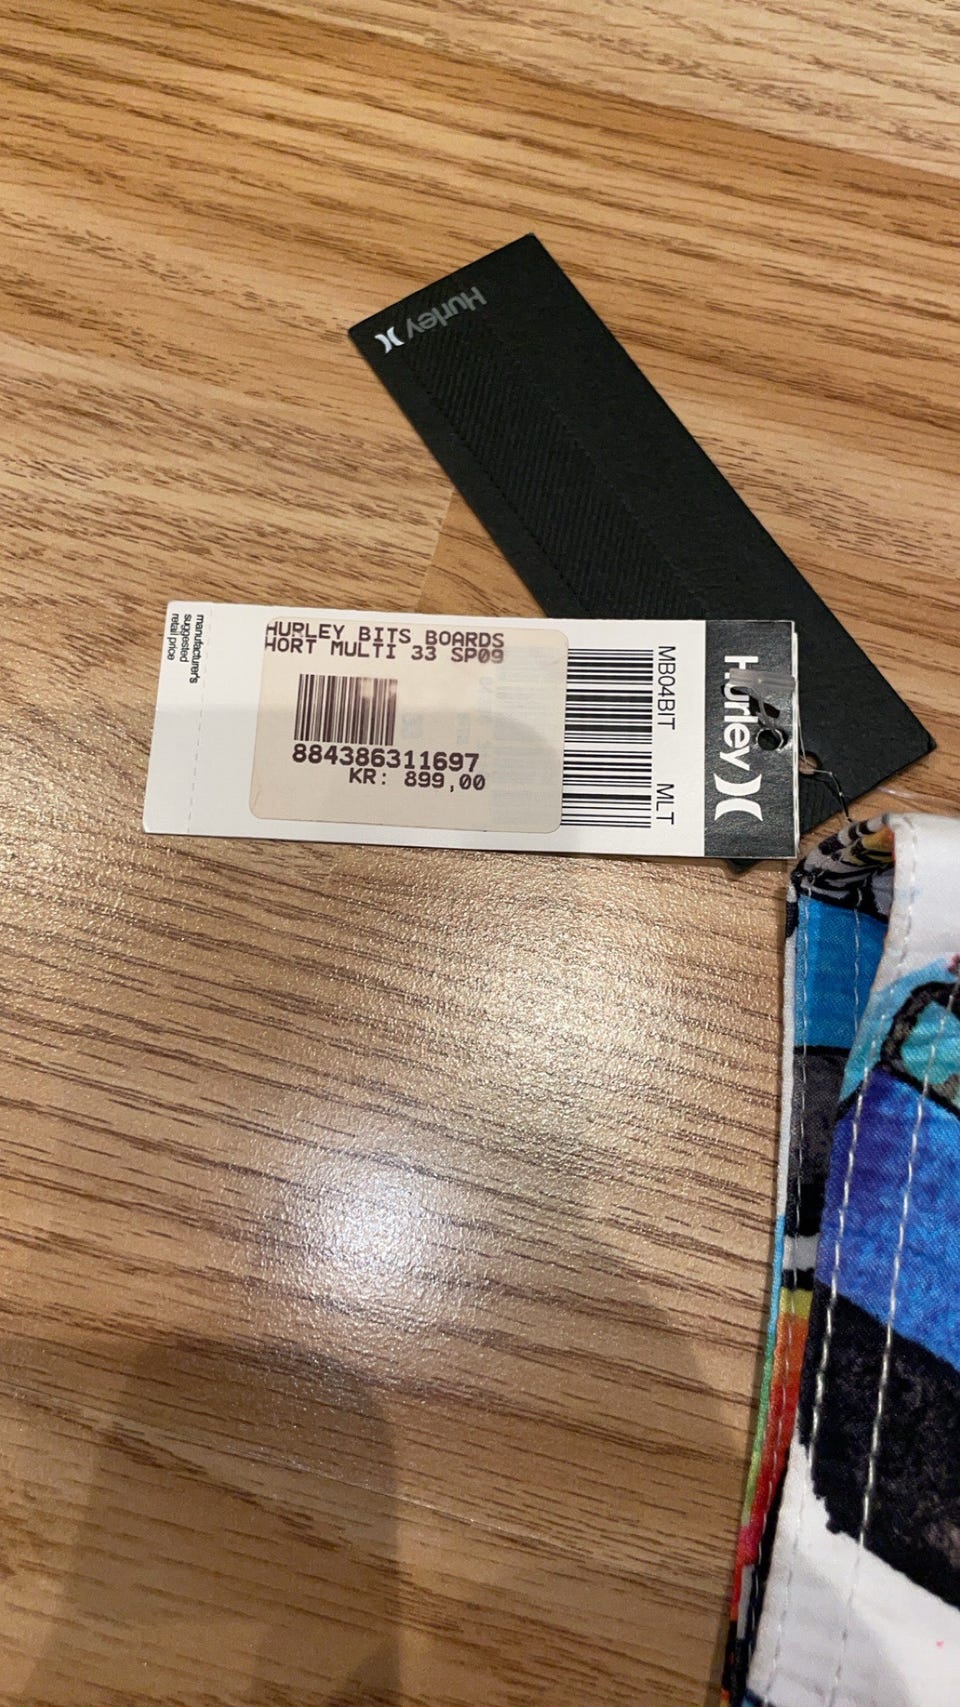 Hurley
manufacturer's
suggested
retail price
HURLEY BITS BOARDS
HORT MULTI 33 SP09
884386311697
KR: 899,00
MB04BIT MLT
Hurley